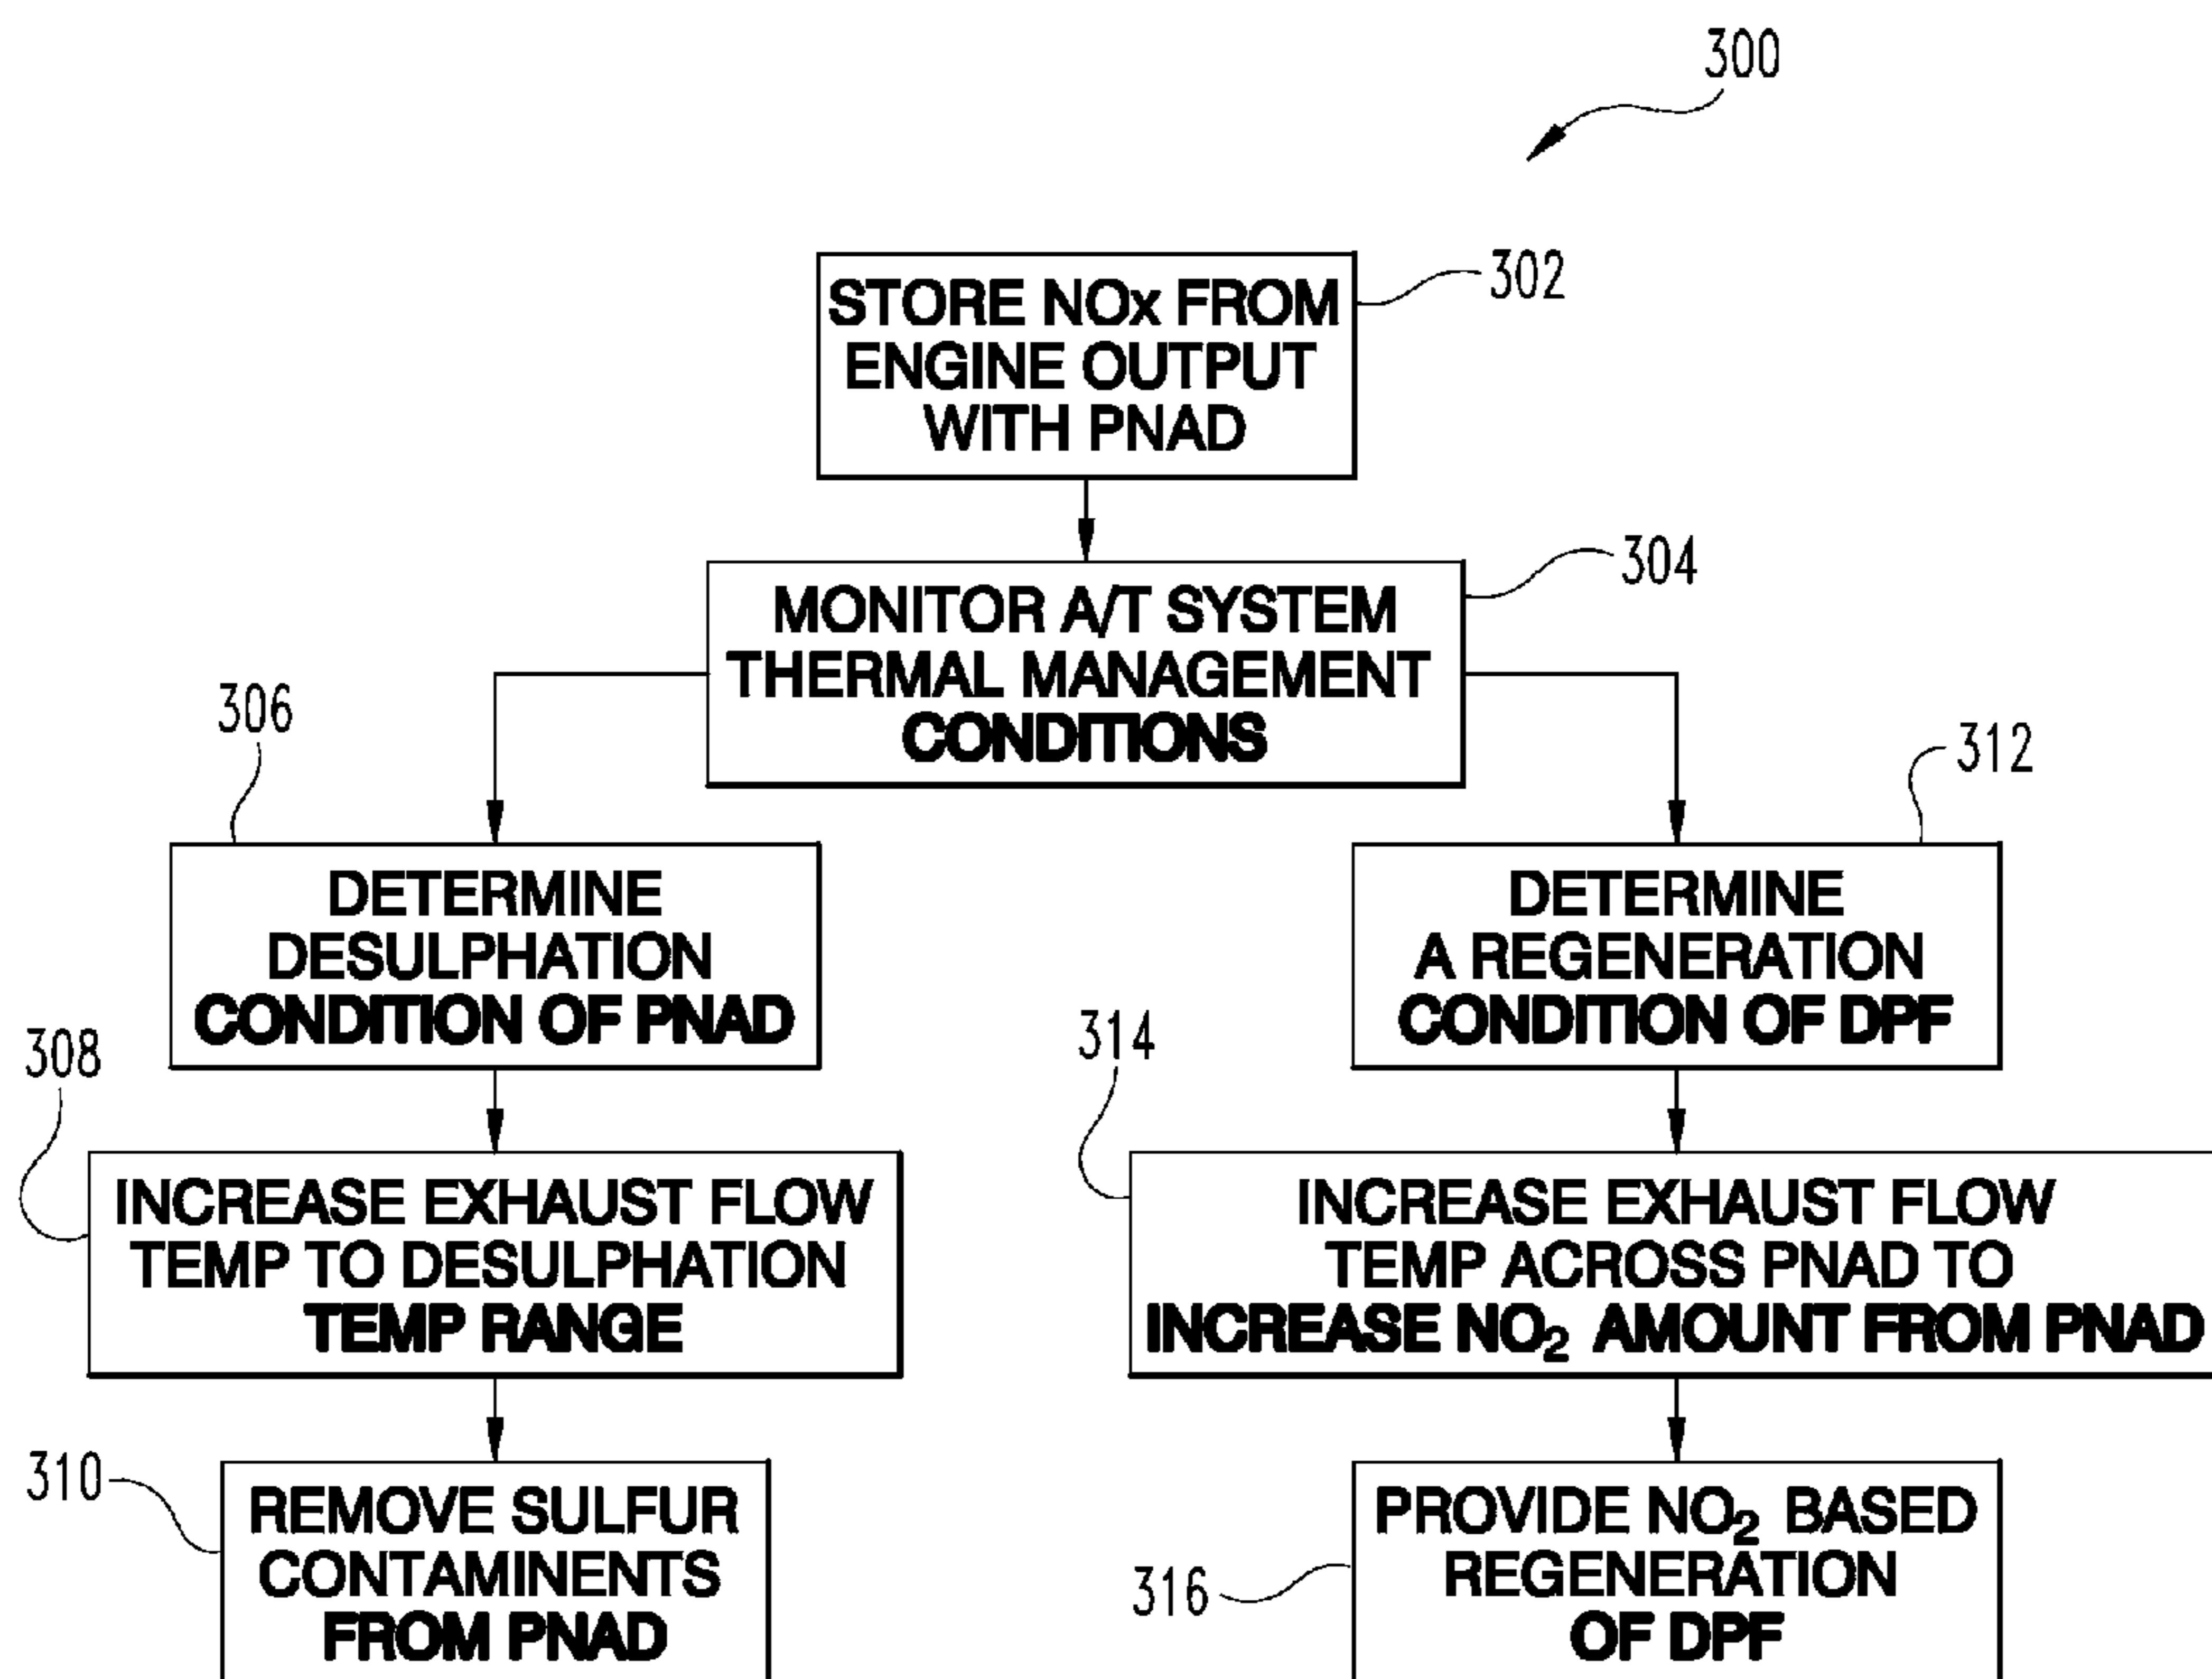 300
STORE NOx FROM
ENGINE OUTPUT
WITH PNAD
302
MONITOR A/T SYSTEM
THERMAL MANAGEMENT
CONDITIONS
304
306
DETERMINE
DESULPHATION
CONDITION OF PNAD
308
INCREASE EXHAUST FLOW
TEMP TO DESULPHATION
TEMP RANGE
310
REMOVE SULFUR
CONTAMINENTS
FROM PNAD
312
DETERMINE
A REGENERATION
CONDITION OF DPF
314
INCREASE EXHAUST FLOW
TEMP ACROSS PNAD TO
INCREASE NO₂ AMOUNT FROM PNAD
316
PROVIDE NO₂ BASED
REGENERATION
OF DPF